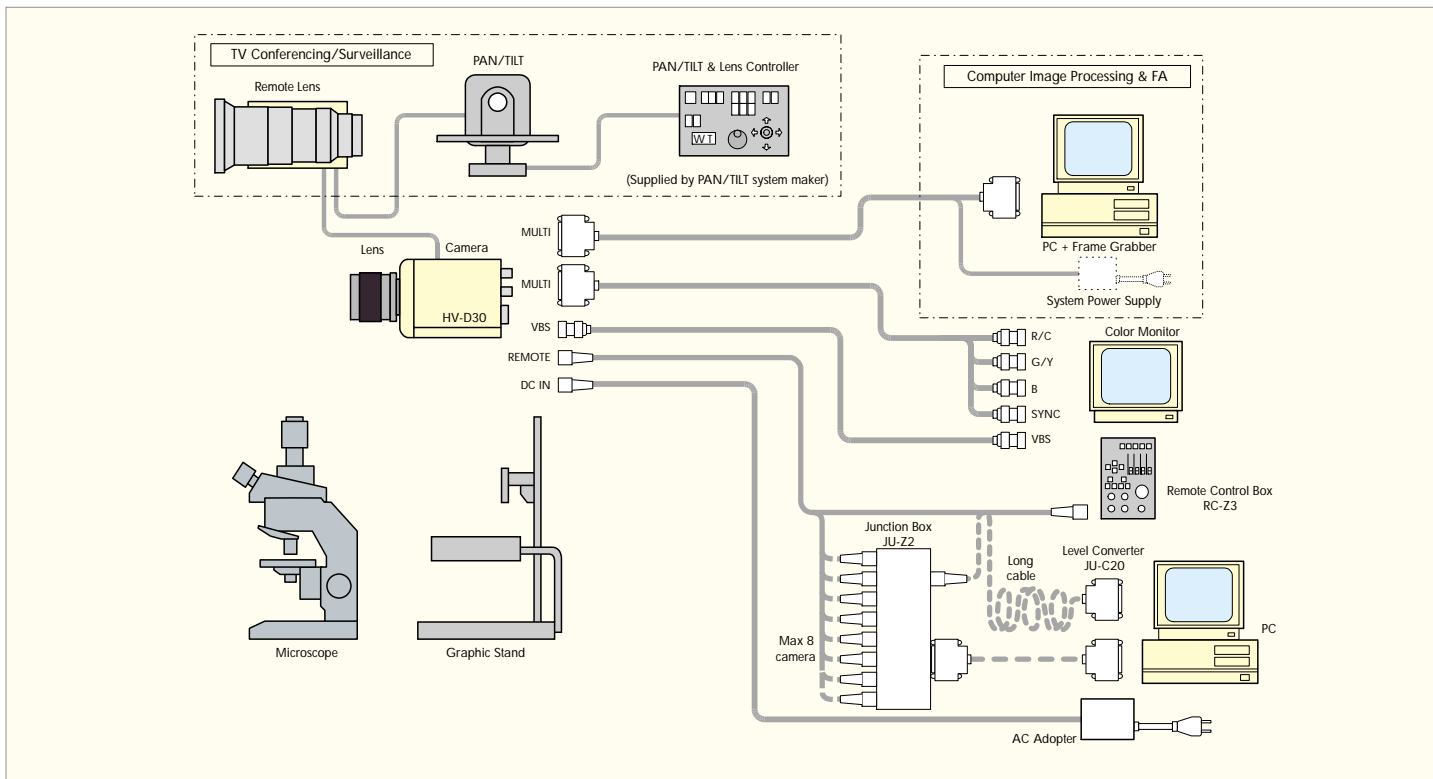 TV Conferencing/Surveillance
Remote Lens
PAN/TILT
PAN/TILT & Lens Controller
W T
(Supplied by PAN/TILT system maker)
Computer Image Processing & FA
PC + Frame Grabber
System Power Supply
Lens
Camera
HV-D30
MULTI
MULTI
VBS
REMOTE
DC IN
R/C
G/Y
B
SYNC
VBS
Color Monitor
Remote Control Box
RC-Z3
Junction Box
JU-Z2
Long
cable
Level Converter
JU-C20
Max 8
camera
PC
AC Adopter
Microscope
Graphic Stand